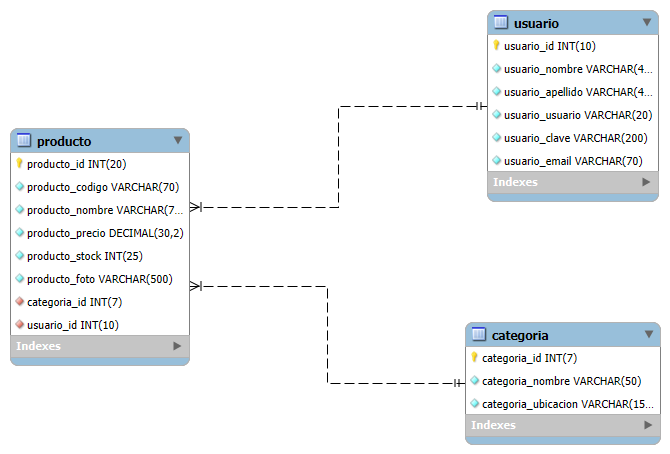 usuario
usuario_id INT(10)
usuario_nombre VARCHAR(4...
usuario_apellido VARCHAR(4...
usuario_usuario VARCHAR(20)
usuario_clave VARCHAR(200)
usuario_email VARCHAR(70)
Indexes
producto
producto_id INT(20)
producto_codigo VARCHAR(70)
producto_nombre VARCHAR(7...
producto_precio DECIMAL(30,2)
producto_stock INT(25)
producto_foto VARCHAR(500)
categoria_id INT(7)
usuario_id INT(10)
Indexes
categoria
categoria_id INT(7)
categoria_nombre VARCHAR(50)
categoria_ubicacion VARCHAR(15...
Indexes